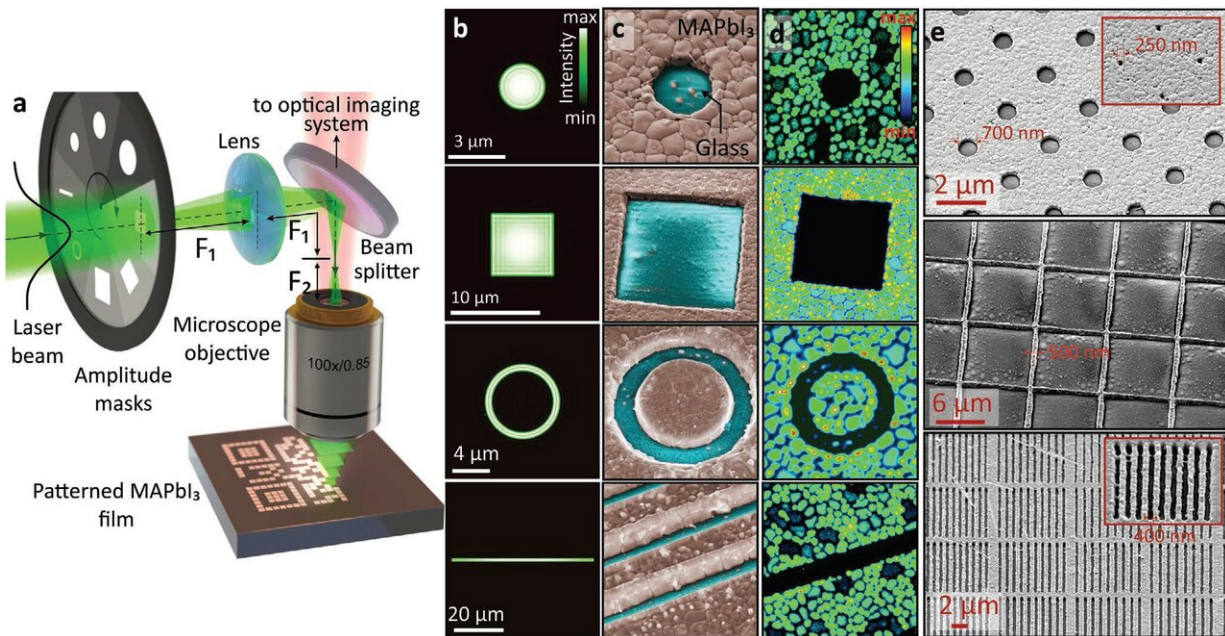 a
to optical imaging
system
Lens
F₁
F₁
F₂
Beam
splitter
Laser
beam
Amplitude
masks
Microscope
objective
100x/0.85
Patterned MAPbI₃
film
b
max
Intensity
min
3 µm
10 µm
4 µm
20 µm
c
MAPbI₃
Glass
d
max
min
e
250 nm
700 nm
2 µm
500 nm
6 µm
400 nm
2 µm